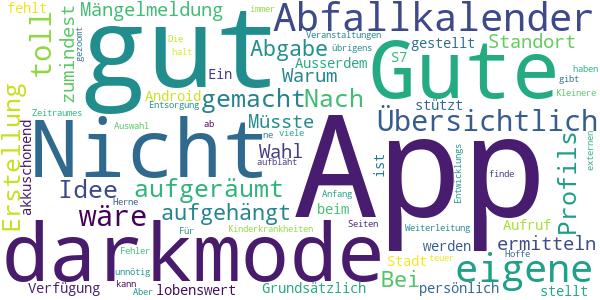 fehlt
immer
Mängelmeldung
Abfallkalender
Die
halt
gezoomt
Veranstaltungen
übrigens
gestellt
Standort
toll
zumindest
gut
Abgabe
Ausserdem
Gute
S7
haben
gibt
Kleinere
Ein
Warum
Android
gemacht
Nach
stützt
Erstellung
akkuschonend
Zeitraumes
Entsorgung
Nicht
Müsste
Übersichtlich
Auswahl
ab
ne
viele
aufbläht
Wahl
App
ist
Entwicklungs
finde
Profils
externen
Idee
aufgeräumt
beim
wäre
Herne
aufgehängt
Anfang
Seiten
Weiterleitung
Aufruf
darkmode
Für
Kinderkrankheiten
werden
ermitteln
Fehler
unnötig
Stadt
teuer
Bei
eigene
Verfügung
kann
Aber
lobenswert
Grundsätzlich
Hoffe
persönlich
stellt